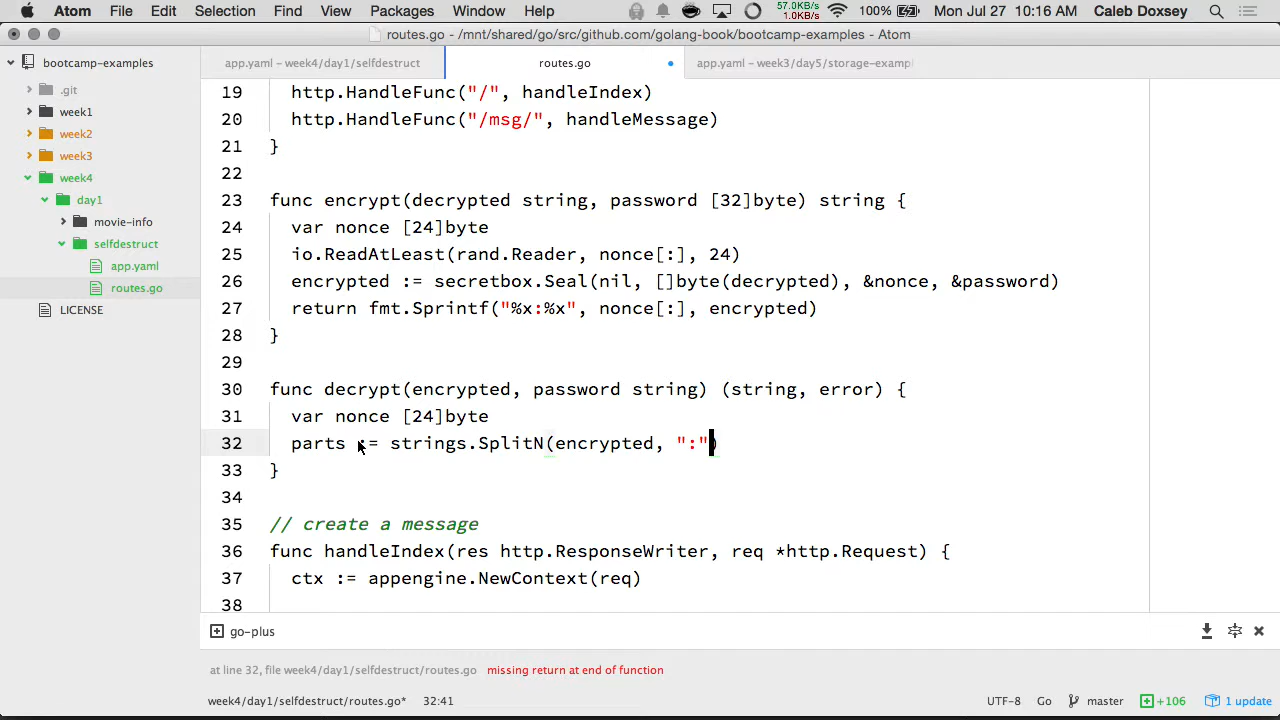 Atom File Edit Selection Find View Packages Window Help 57.0KB/s 1.0KB/s 100% Mon Jul 27 10:16 AM Caleb Doxsey
routes.go - /mnt/shared/go/src/github.com/golang-book/bootcamp-examples - Atom
bootcamp-examples
.git
week1
week2
week3
week4
day1
movie-info
selfdestruct
app.yaml
routes.go
LICENSE
app.yaml – week4/day1/selfdestruct routes.go app.yaml – week3/day5/storage-exampl
19 http.HandleFunc("/", handleIndex)
20 http.HandleFunc("/msg/", handleMessage)
21 }
22
23 func encrypt(decrypted string, password [32]byte) string {
24 var nonce [24]byte
25 io.ReadAtLeast(rand.Reader, nonce[:], 24)
26 encrypted := secretbox.Seal(nil, []byte(decrypted), &nonce, &password)
27 return fmt.Sprintf("%x:%x", nonce[:], encrypted)
28 }
29
30 func decrypt(encrypted, password string) (string, error) {
31 var nonce [24]byte
32 parts := strings.SplitN(encrypted, ":")
33 }
34
35 // create a message
36 func handleIndex(res http.ResponseWriter, req *http.Request) {
37 ctx := appengine.NewContext(req)
38
go-plus
at line 32, file week4/day1/selfdestruct/routes.go missing return at end of function
week4/day1/selfdestruct/routes.go* 32:41 UTF-8 Go master +106 1 update